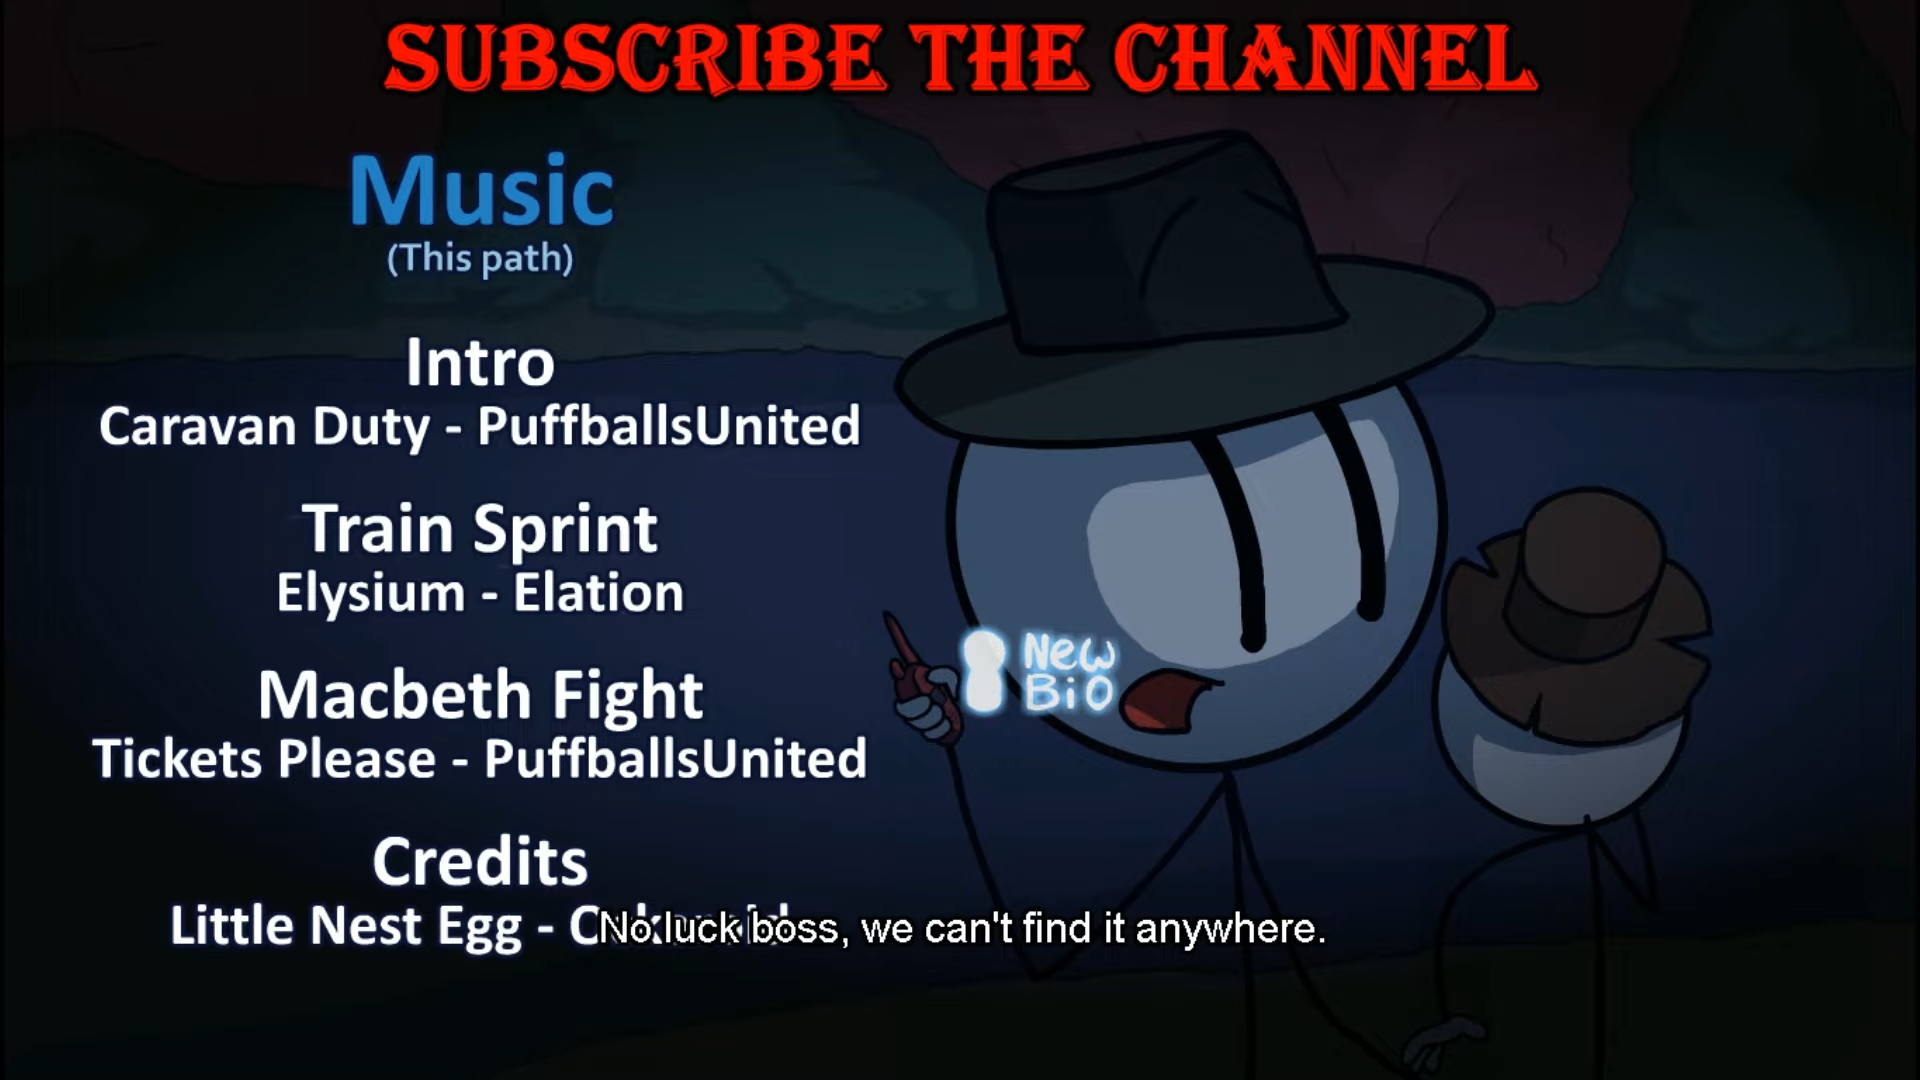 SUBSCRIBE THE CHANNEL
Music
(This path)
Intro
Caravan Duty - PuffballsUnited
Train Sprint
Elysium - Elation
Macbeth Fight
Tickets Please - PuffballsUnited
New
BiO
Credits
Little Nest Egg -
No luck boss, we can't find it anywhere.